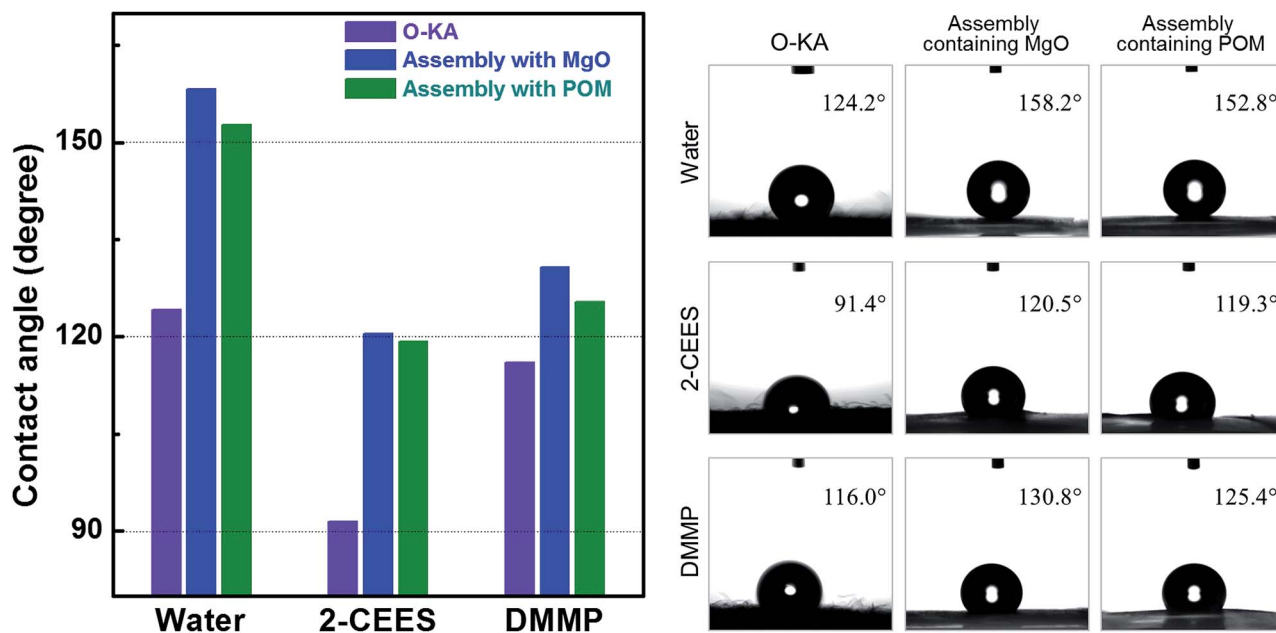 Contact angle (degree)
150
120
90
O-KA
Assembly with MgO
Assembly with POM
Water
2-CEES
DMMP
O-KA
Assembly
containing MgO
Assembly
containing POM
Water
124.2°
158.2°
152.8°
2-CEES
91.4°
120.5°
119.3°
DMMP
116.0°
130.8°
125.4°